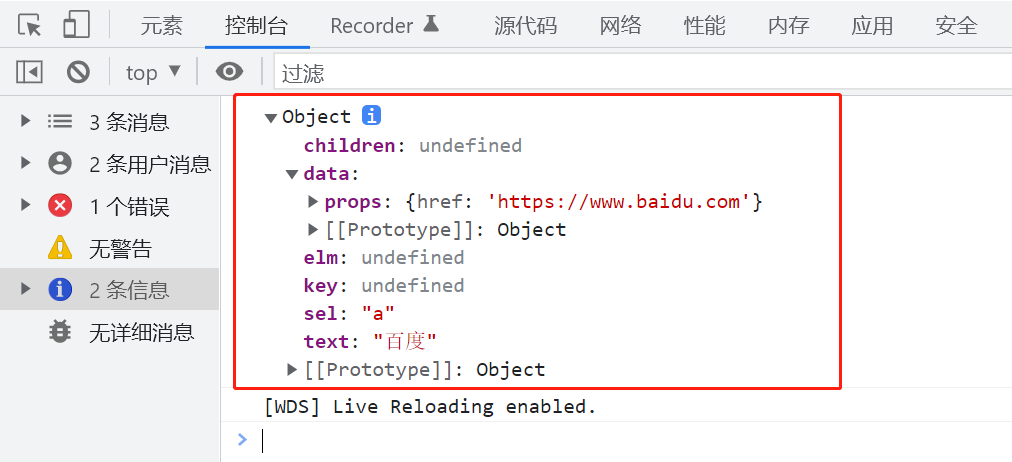 元素 控制台 Recorder 源代码 网络 性能 内存 应用 安全
top ▼ 过滤
3 条消息
2 条用户消息
1 个错误
无警告
2 条信息
无详细消息
▼Object i
children: undefined
▼data:
▶props: {href: 'https://www.baidu.com'}
▶[[Prototype]]: Object
elm: undefined
key: undefined
sel: "a"
text: "百度"
▶[[Prototype]]: Object
[WDS] Live Reloading enabled.
>